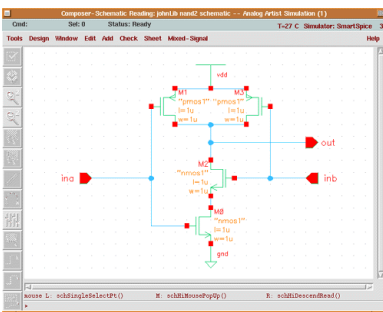 Composer-Schematic Reading: johnLib nand2 schematic -- Analog Artist Simulation (1)
Cmd: Sel: 0 Status: Ready T=27 C Simulator: SmartSpice 3
Tools Design Window Edit Add Check Sheet Mixed-Signal Help
vdd
M1 M3
"pmos1" "pmos1"
l=1u l=1u
w=1u w=1u
out
M2
"nmos1"
l=1u
w=1u
ina inb
M0
"nmos1"
l=1u
w=1u
gnd
mouse L: schSingleSelectPt() M: schHiMousePopUp() R: schHiDescendRead()
>